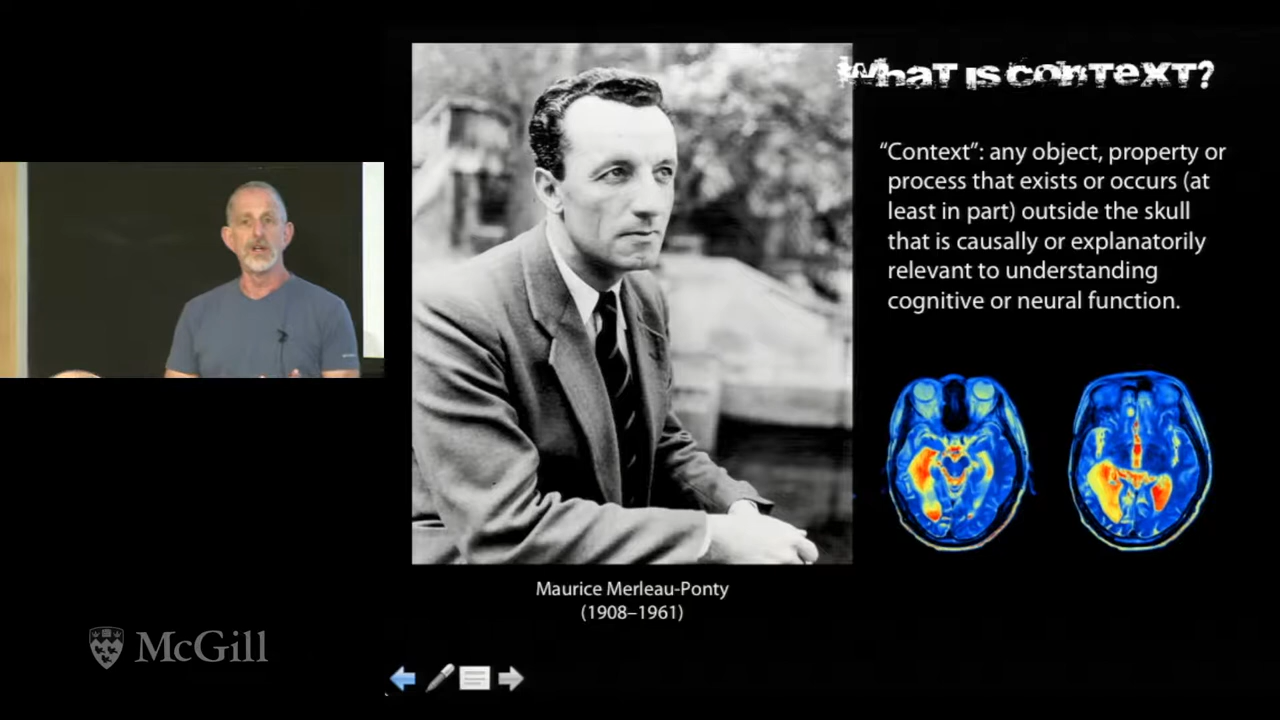 What is context?
“Context”: any object, property or
process that exists or occurs (at
least in part) outside the skull
that is causally or explanatorily
relevant to understanding
cognitive or neural function.
Maurice Merleau-Ponty
(1908–1961)
McGill